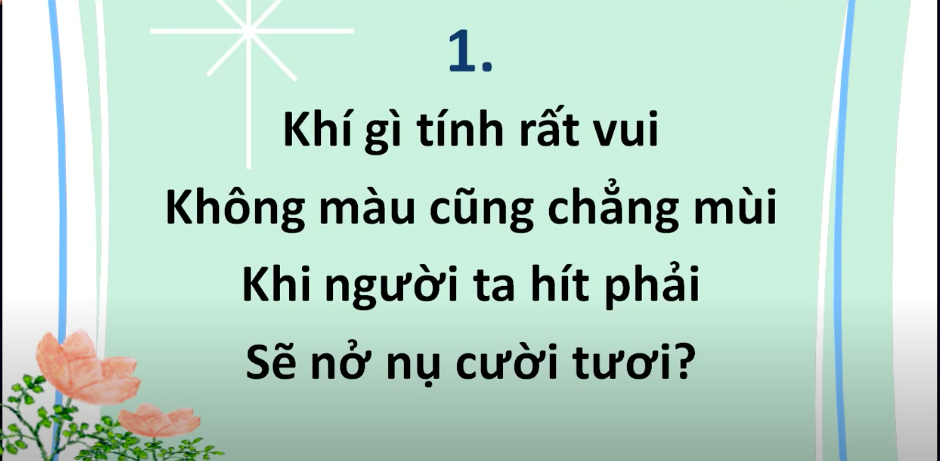 1.
Khí gì tính rất vui
Không màu cũng chẳng mùi
Khi người ta hít phải
Sẽ nở nụ cười tươi?